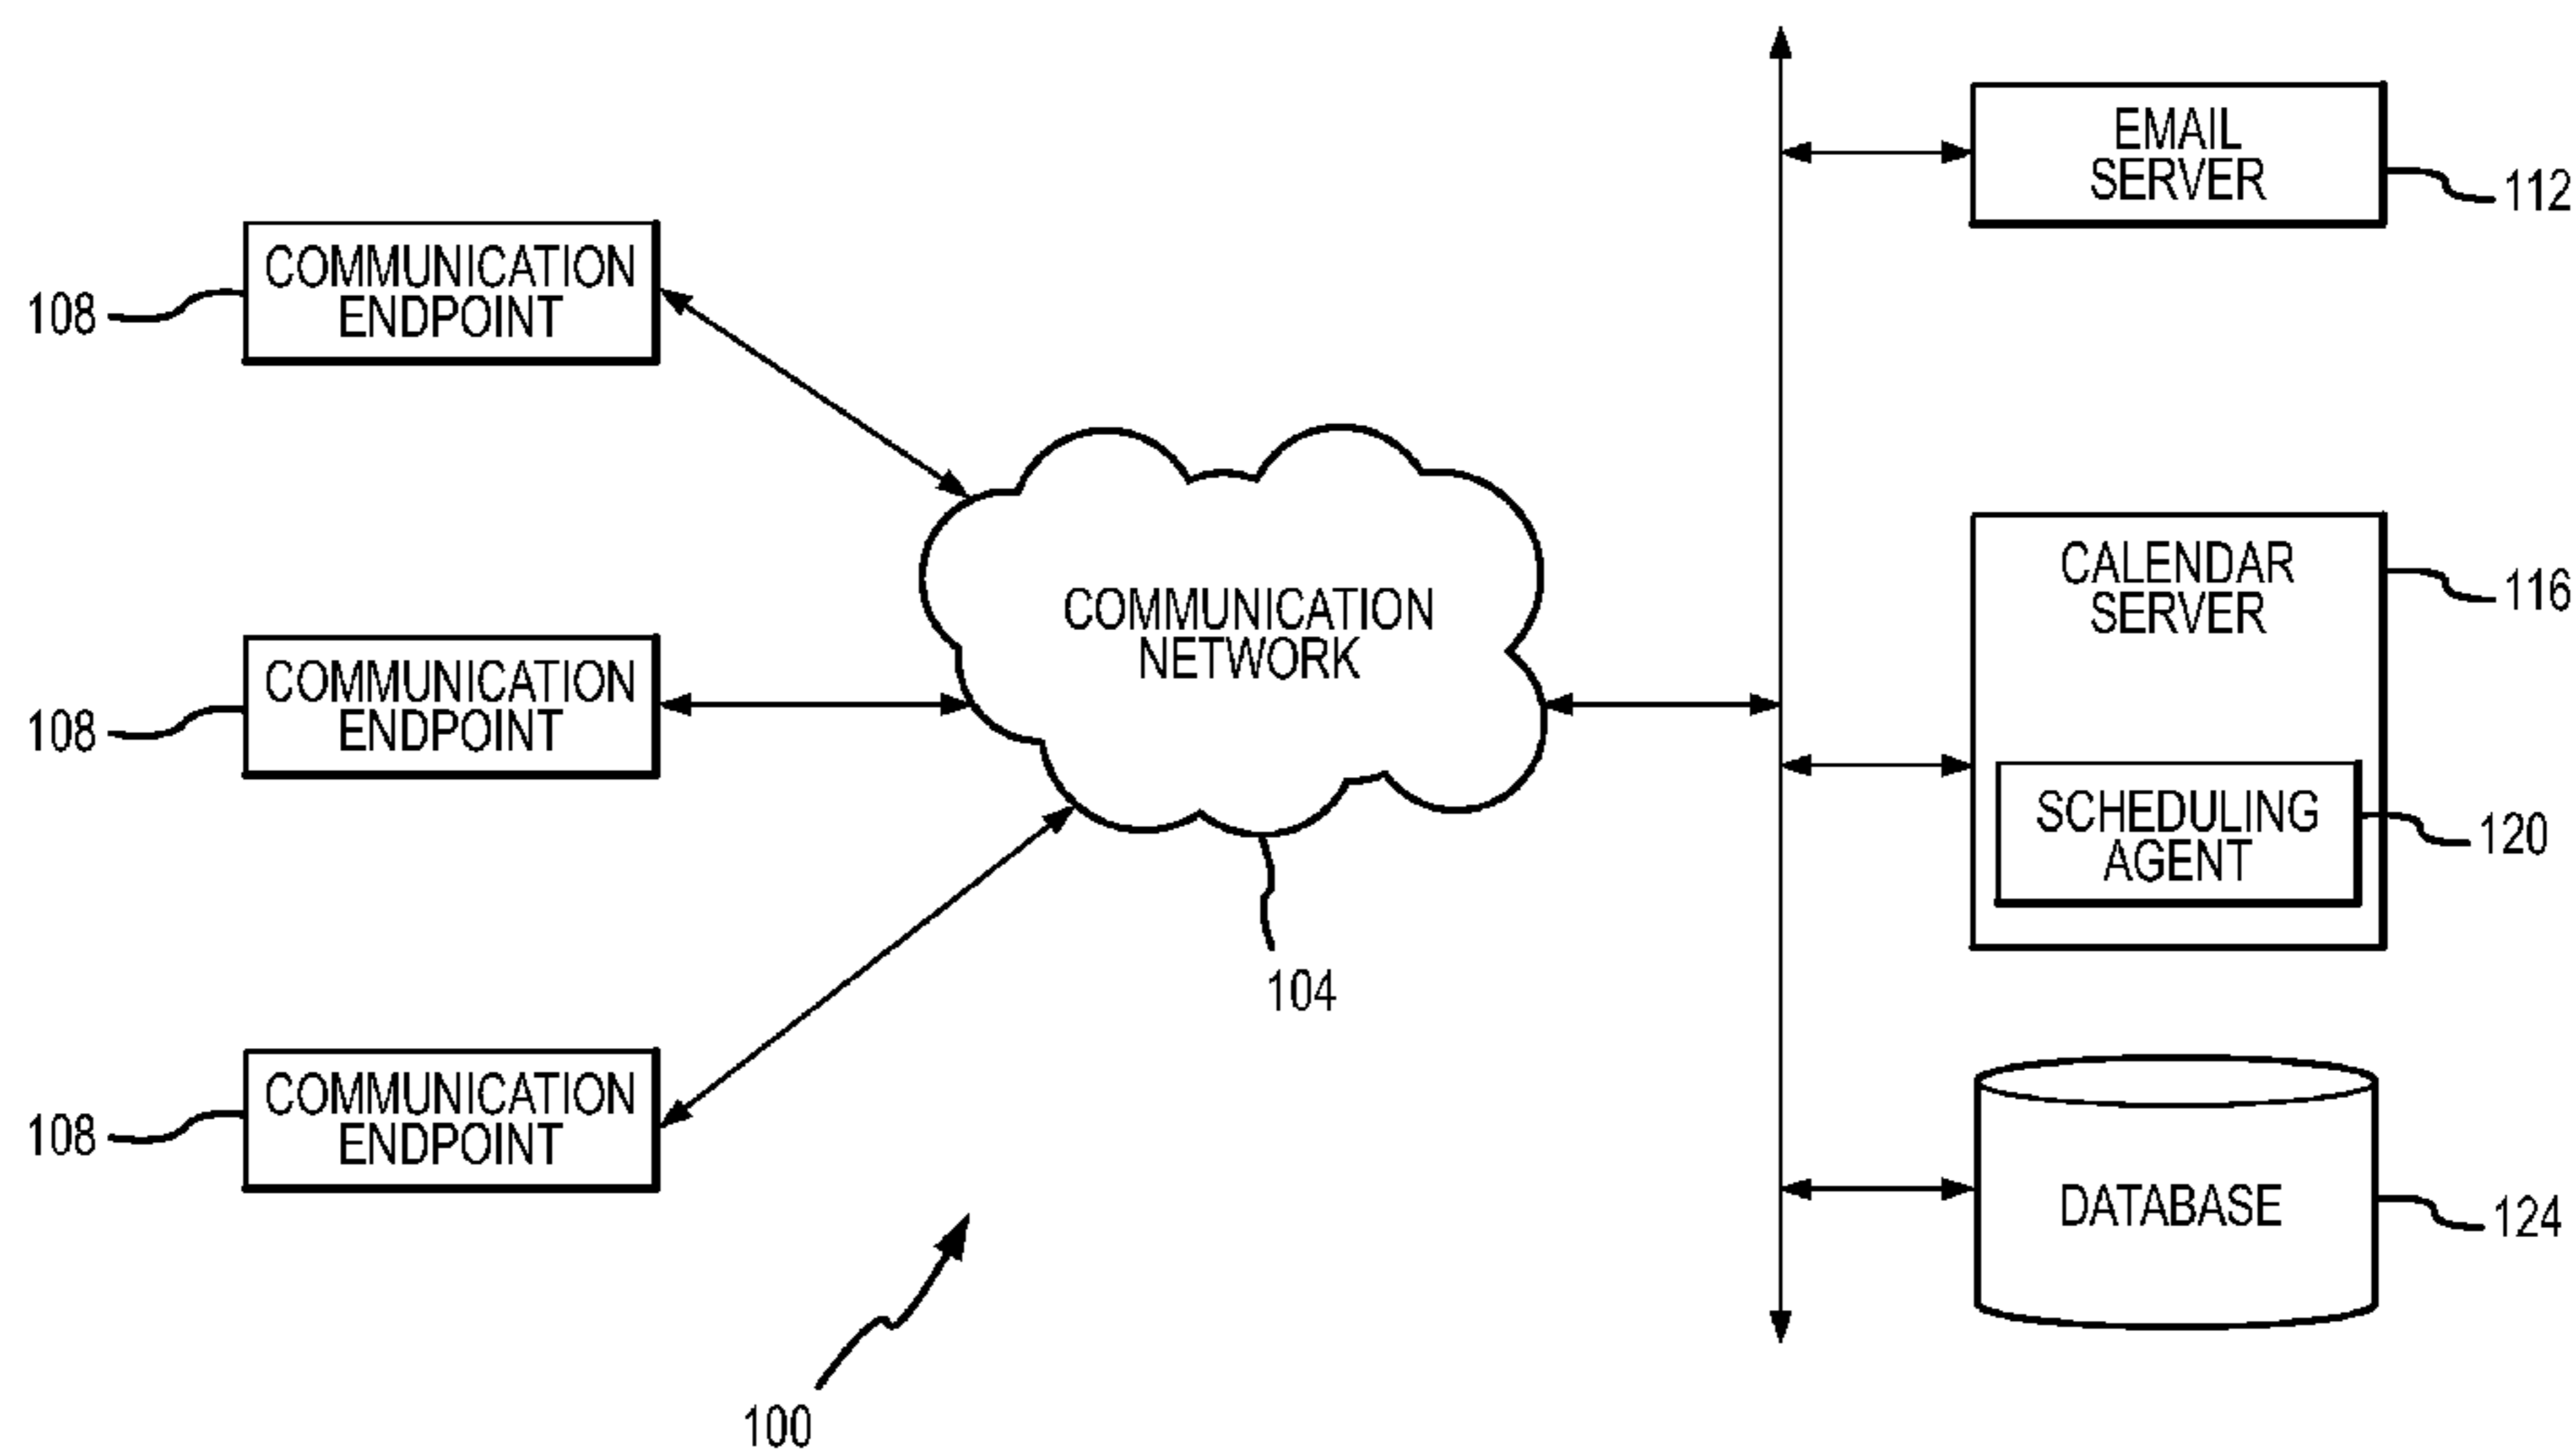 EMAIL
SERVER
112
COMMUNICATION
ENDPOINT
108
COMMUNICATION
NETWORK
104
CALENDAR
SERVER
116
COMMUNICATION
ENDPOINT
108
SCHEDULING
AGENT
120
COMMUNICATION
ENDPOINT
108
DATABASE
124
100